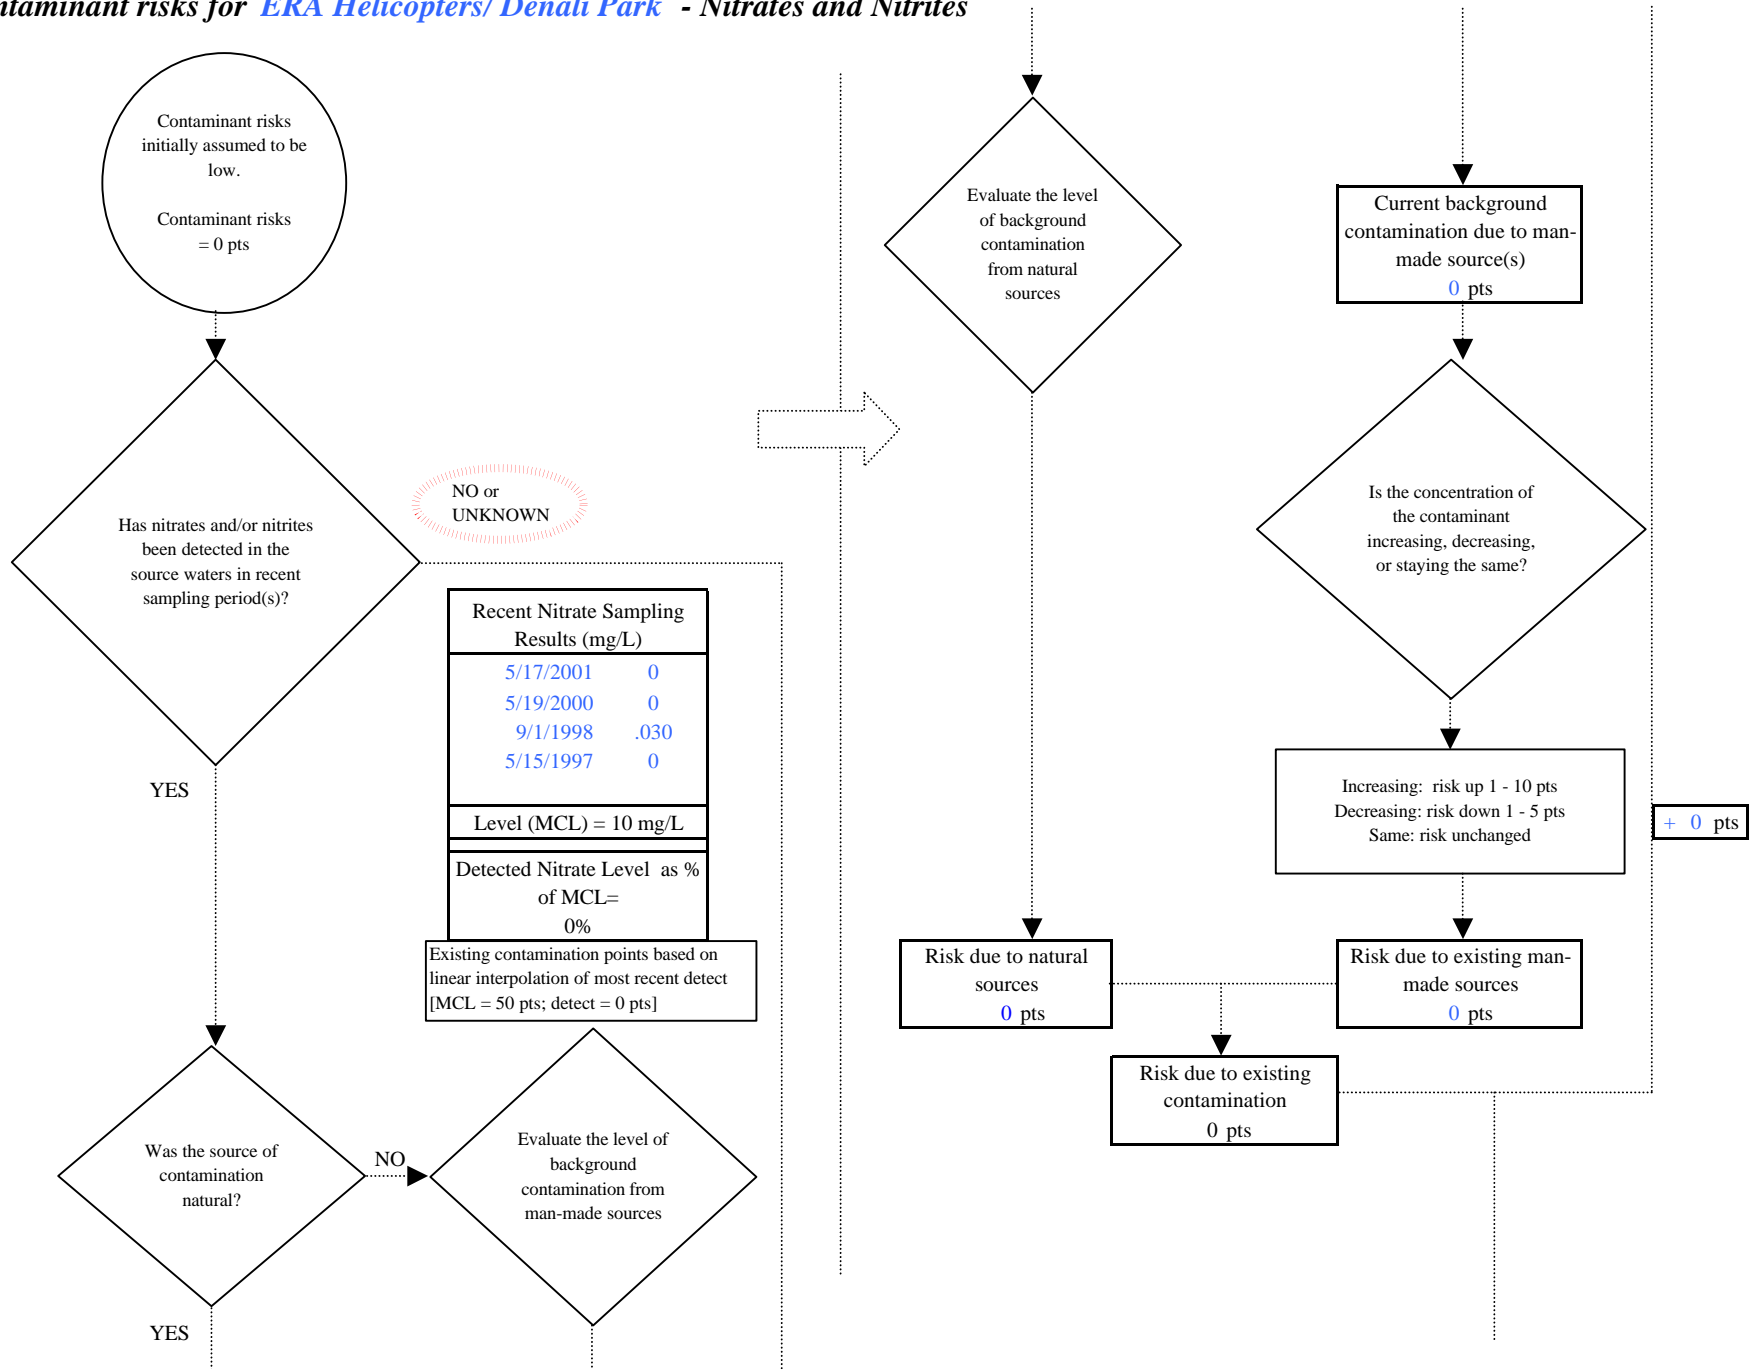 ntaminant risks for ERA Helicopters/ Denali Park - Nitrates and Nitrites
Contaminant risks
initially assumed to be
low.
Contaminant risks
= 0 pts
Has nitrates and/or nitrites
been detected in the
source waters in recent
sampling period(s)?
NO or
UNKNOWN
YES
Recent Nitrate Sampling
Results (mg/L)
5/17/2001 0
5/19/2000 0
9/1/1998 .030
5/15/1997 0
Level (MCL) = 10 mg/L
Detected Nitrate Level as %
of MCL=
0%
Existing contamination points based on
linear interpolation of most recent detect
[MCL = 50 pts; detect = 0 pts]
Was the source of
contamination
natural?
NO
YES
Evaluate the level of
background
contamination from
man-made sources
Evaluate the level
of background
contamination
from natural
sources
Current background
contamination due to man-
made source(s)
0 pts
Is the concentration of
the contaminant
increasing, decreasing,
or staying the same?
Increasing: risk up 1 - 10 pts
Decreasing: risk down 1 - 5 pts
Same: risk unchanged
+ 0 pts
Risk due to natural
sources
0 pts
Risk due to existing man-
made sources
0 pts
Risk due to existing
contamination
0 pts